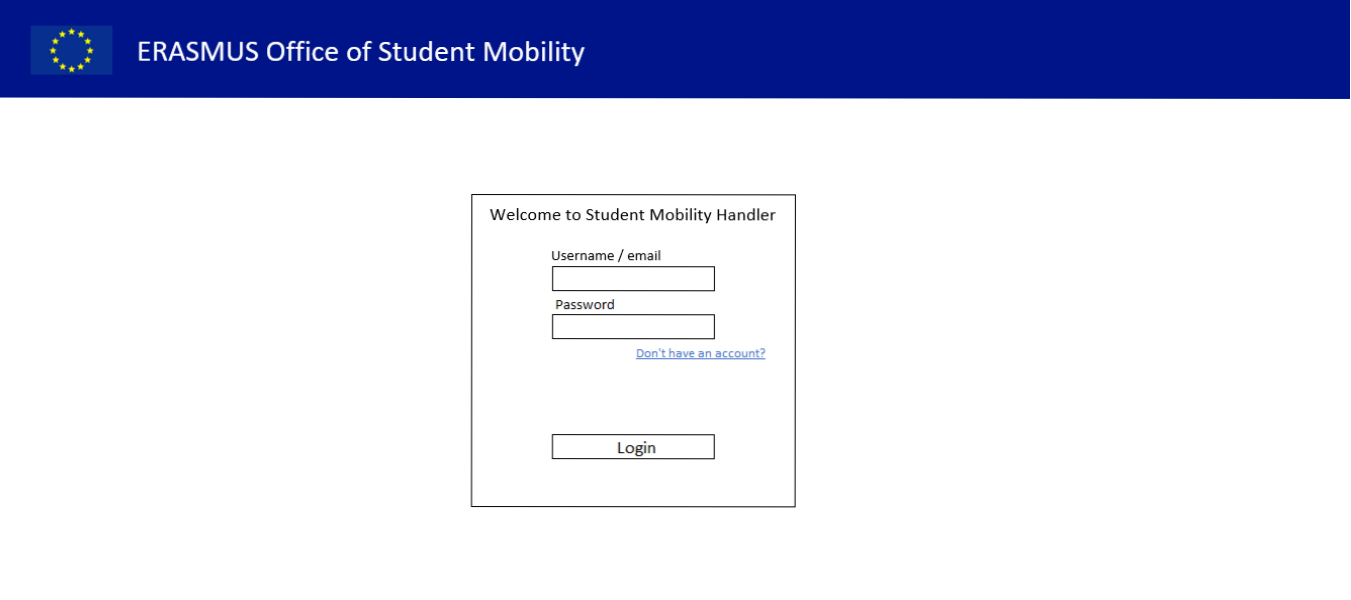 ERASMUS Office of Student Mobility
Welcome to Student Mobility Handler
Username / email
Password
Don't have an account?
Login